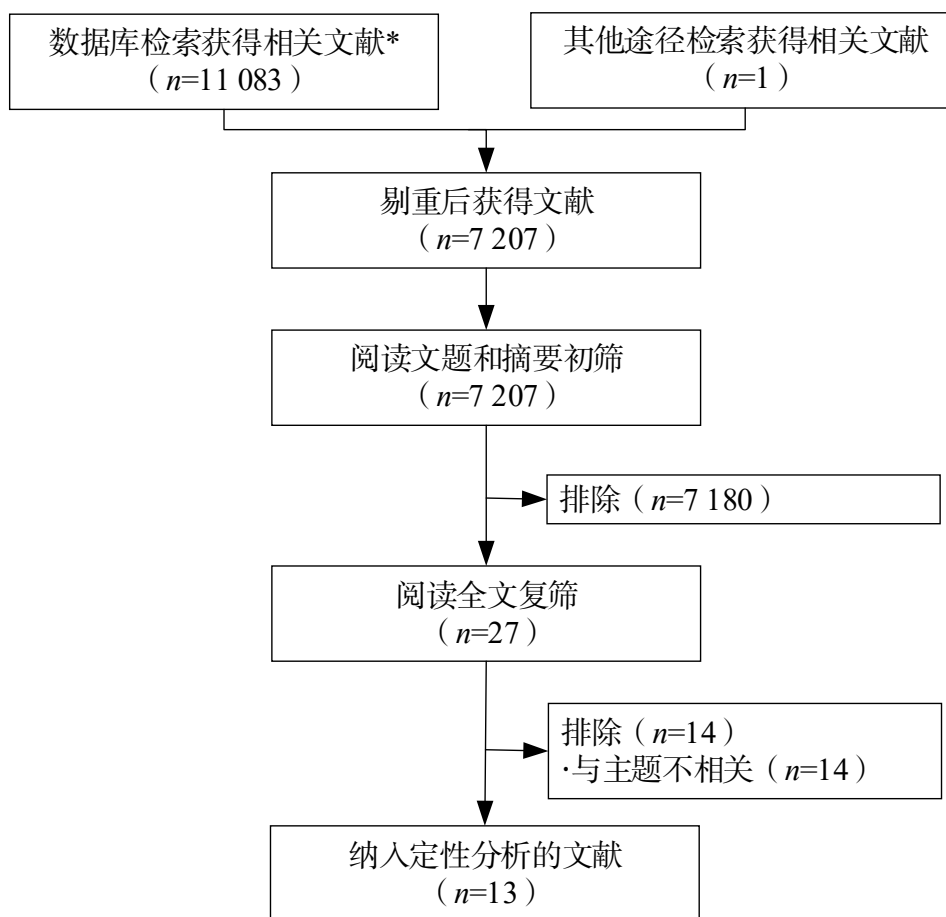 数据库检索获得相关文献*
（n=11 083）
其他途径检索获得相关文献
（n=1）
剔重后获得文献
（n=7 207）
阅读文题和摘要初筛
（n=7 207）
排除（n=7 180）
阅读全文复筛
（n=27）
排除（n=14）
·与主题不相关（n=14）
纳入定性分析的文献
（n=13）